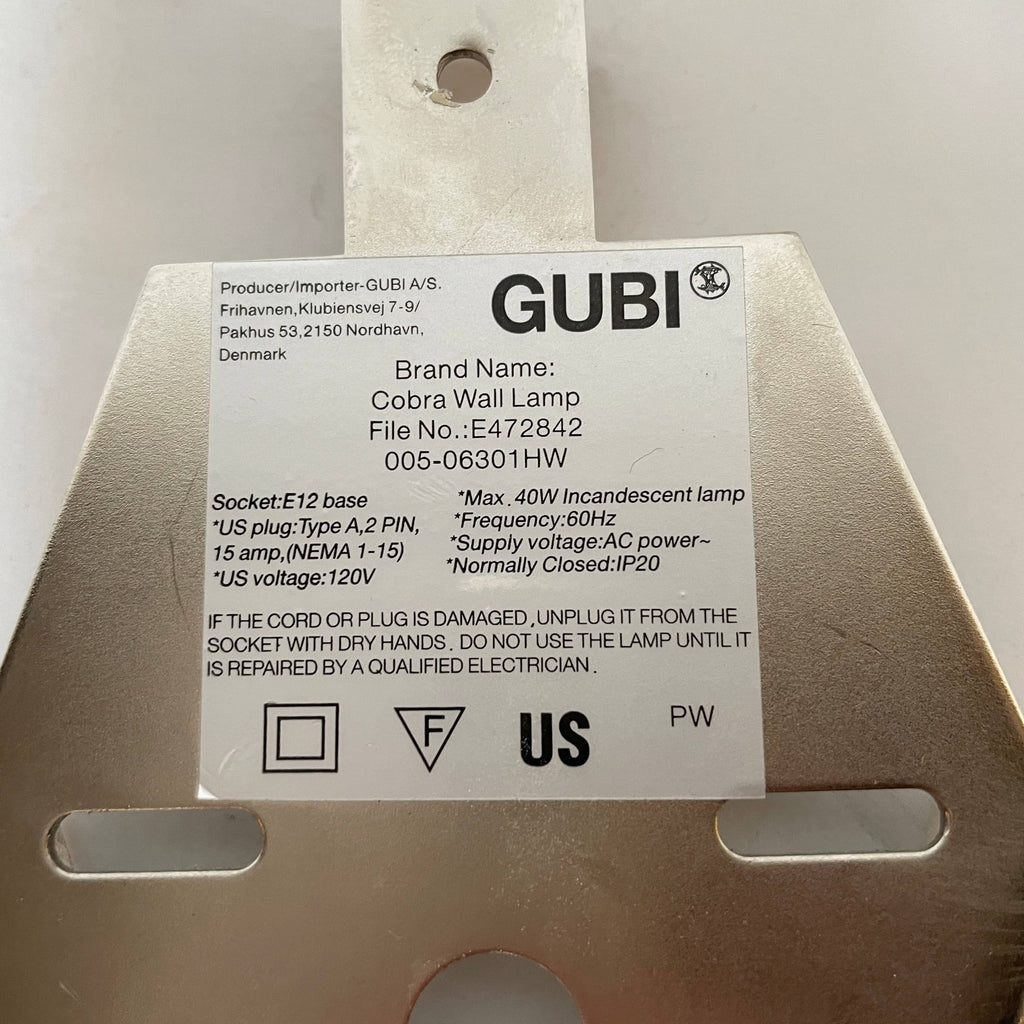 Producer/Importer-GUBI A/S.
Frihavnen,Klubiensvej 7-9/
Pakhus 53,2150 Nordhavn,
Denmark
GUBI
Brand Name:
Cobra Wall Lamp
File No.:E472842
005-06301HW
Socket:E12 base
*US plug:Type A,2 PIN,
15 amp,(NEMA 1-15)
*US voltage:120V
*Max. 40W Incandescent lamp
*Frequency:60Hz
*Supply voltage:AC power~
*Normally Closed:IP20
IF THE CORD OR PLUG IS DAMAGED,UNPLUG IT FROM THE
SOCKET WITH DRY HANDS. DO NOT USE THE LAMP UNTIL IT
IS REPAIRED BY A QUALIFIED ELECTRICIAN.
F
US
PW